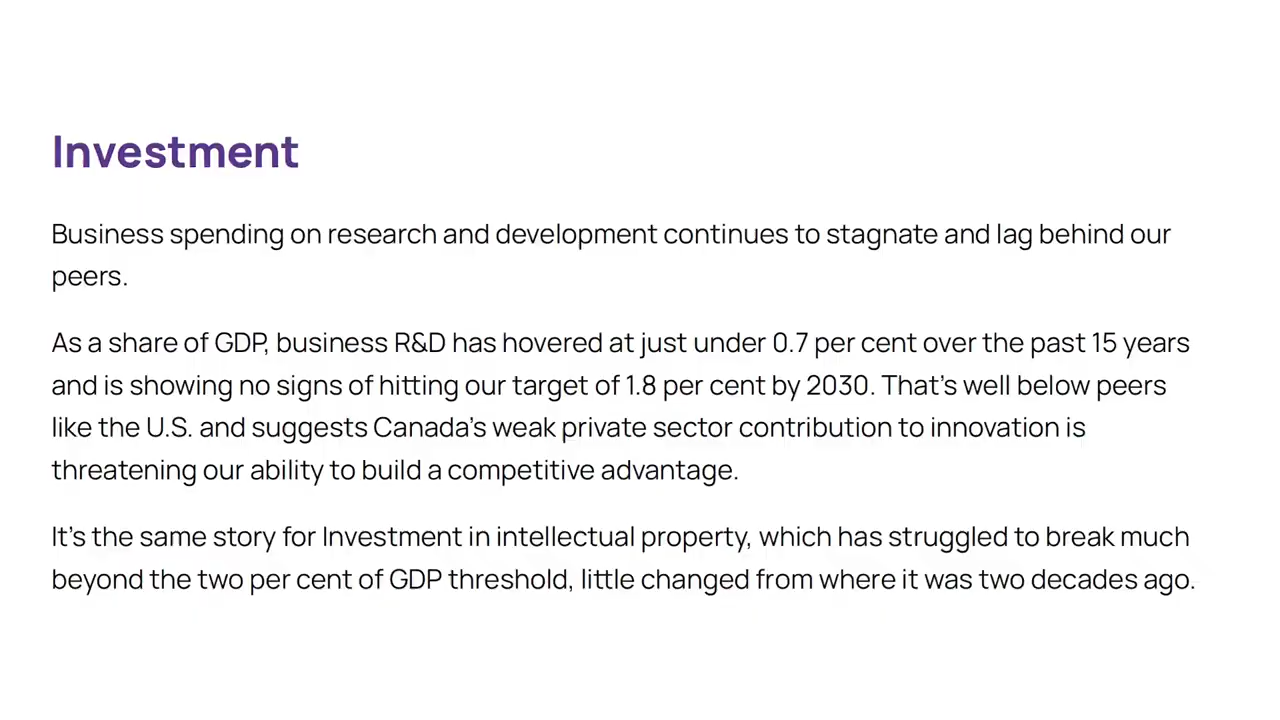 Investment
Business spending on research and development continues to stagnate and lag behind our
peers.
As a share of GDP, business R&D has hovered at just under 0.7 per cent over the past 15 years
and is showing no signs of hitting our target of 1.8 per cent by 2030. That’s well below peers
like the U.S. and suggests Canada’s weak private sector contribution to innovation is
threatening our ability to build a competitive advantage.
It’s the same story for Investment in intellectual property, which has struggled to break much
beyond the two per cent of GDP threshold, little changed from where it was two decades ago.